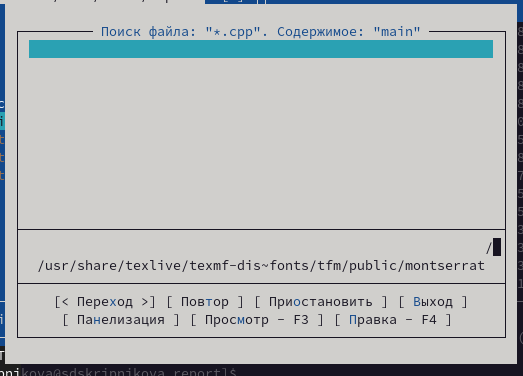 Поиск файла: "*.cpp". Содержимое: "main"
/
/usr/share/texlive/texmf-dis~fonts/tfm/public/montserrat
[< Переход >] [ Повтор ] [ Приостановить ] [ Выход ]
[ Панелизация ] [ Просмотр - F3 ] [ Правка - F4 ]
nikova@sdskripnikova report]$